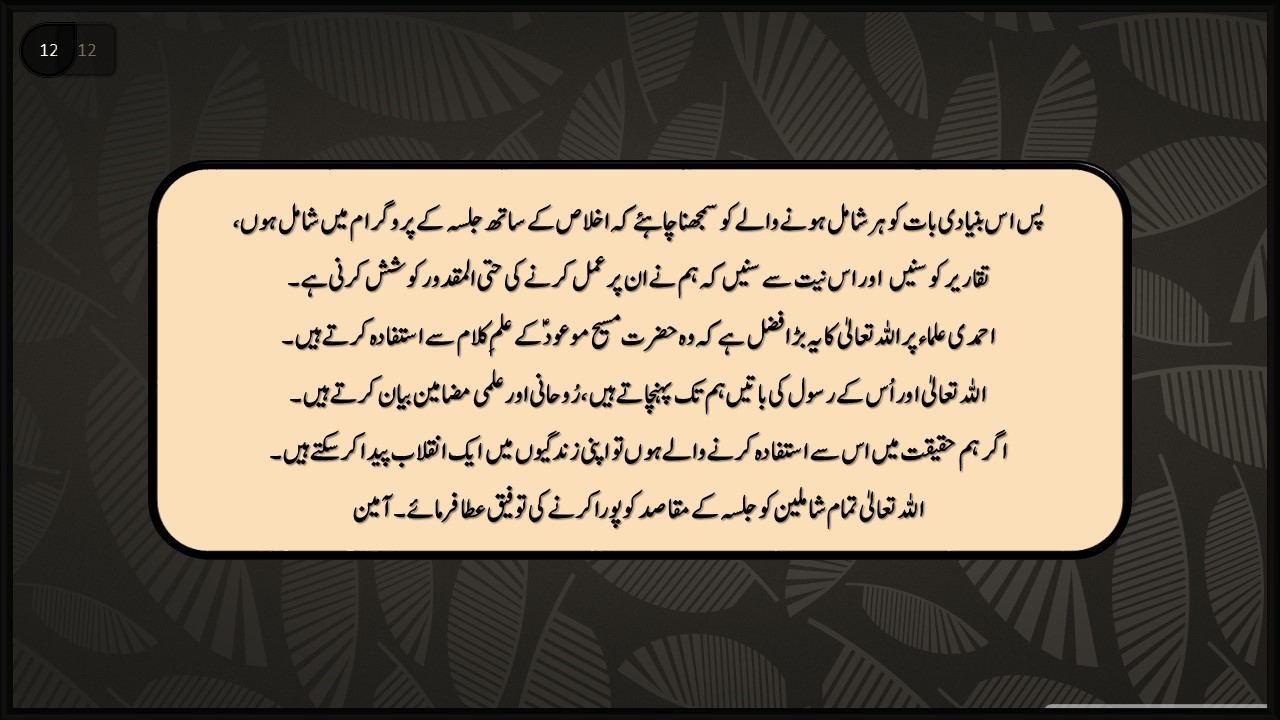 12 12
پس اس بنیادی بات کو ہر شامل ہونے والے کو سمجھنا چاہئے کہ اخلاص کے ساتھ جلسہ کے پروگرام میں شامل ہوں،
تقاریر کو سنیں اور اس نیت سے سنیں کہ ہم نے ان پر عمل کرنے کی حتی المقدور کوشش کرنی ہے۔
احمدی علماء پر اللہ تعالیٰ کا یہ بڑا فضل ہے کہ وہ حضرت مسیح موعودؑ کے علمِ کلام سے استفادہ کرتے ہیں۔
اللہ تعالیٰ اور اُس کے رسول کی باتیں ہم تک پہنچاتے ہیں، رُوحانی اور علمی مضامین بیان کرتے ہیں۔
اگر ہم حقیقت میں اس سے استفادہ کرنے والے ہوں تو اپنی زندگیوں میں ایک انقلاب پیدا کر سکتے ہیں۔
اللہ تعالیٰ تمام شاملین کو جلسہ کے مقاصد کو پورا کرنے کی توفیق عطا فرمائے۔ آمین